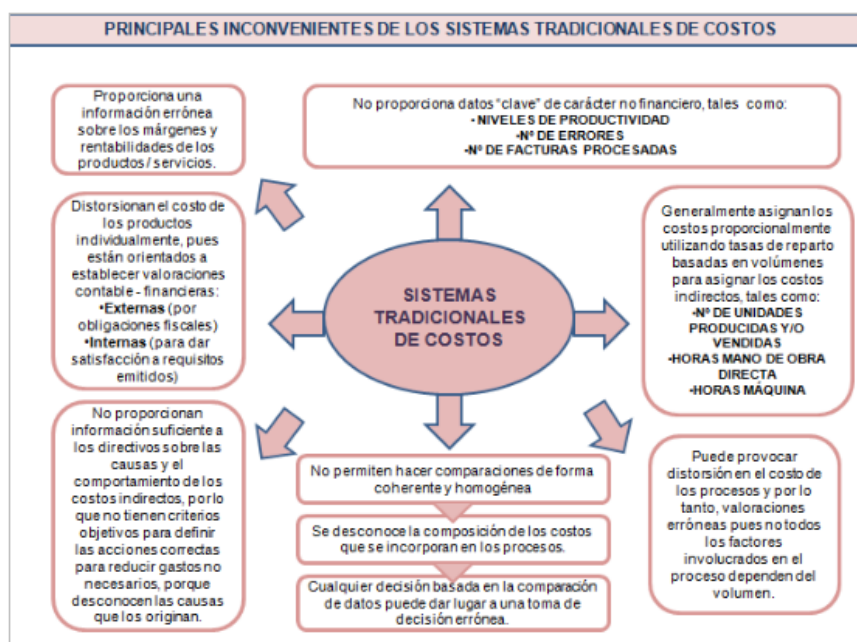 PRINCIPALES INCONVENIENTES DE LOS SISTEMAS TRADICIONALES DE COSTOS
Proporciona una
información errónea
sobre los márgenes y
rentabilidades de los
productos / servicios.
No proporciona datos “clave” de carácter no financiero, tales como:
•NIVELES DE PRODUCTIVIDAD
•Nº DE ERRORES
•Nº DE FACTURAS PROCESADAS
Distorsionan el costo de
los productos
individualmente, pues
están orientados a
establecer valoraciones
contable - financieras:
•Externas (por
obligaciones fiscales)
•Internas (para dar
satisfacción a requisitos
emitidos)
SISTEMAS
TRADICIONALES
DE COSTOS
Generalmente asignan los
costos proporcionalmente
utilizando tasas de reparto
basadas en volúmenes
para asignar los costos
indirectos, tales como:
•Nº DE UNIDADES
PRODUCIDAS Y/O
VENDIDAS
•HORAS MANO DE OBRA
DIRECTA
•HORAS MÁQUINA
No proporcionan
información suficiente a
los directivos sobre las
causas y el
comportamiento de los
costos indirectos, por lo
que no tienen criterios
objetivos para definir
las acciones correctas
para reducir gastos no
necesarios, porque
desconocen las causas
que los originan.
No permiten hacer comparaciones de forma
coherente y homogénea
Se desconoce la composición de los costos
que se incorporan en los procesos.
Cualquier decisión basada en la comparación
de datos puede dar lugar a una toma de
decisión errónea.
Puede provocar
distorsión en el costo de
los procesos y por lo
tanto, valoraciones
erróneas pues no todos
los factores
involucrados en el
proceso dependen del
volumen.